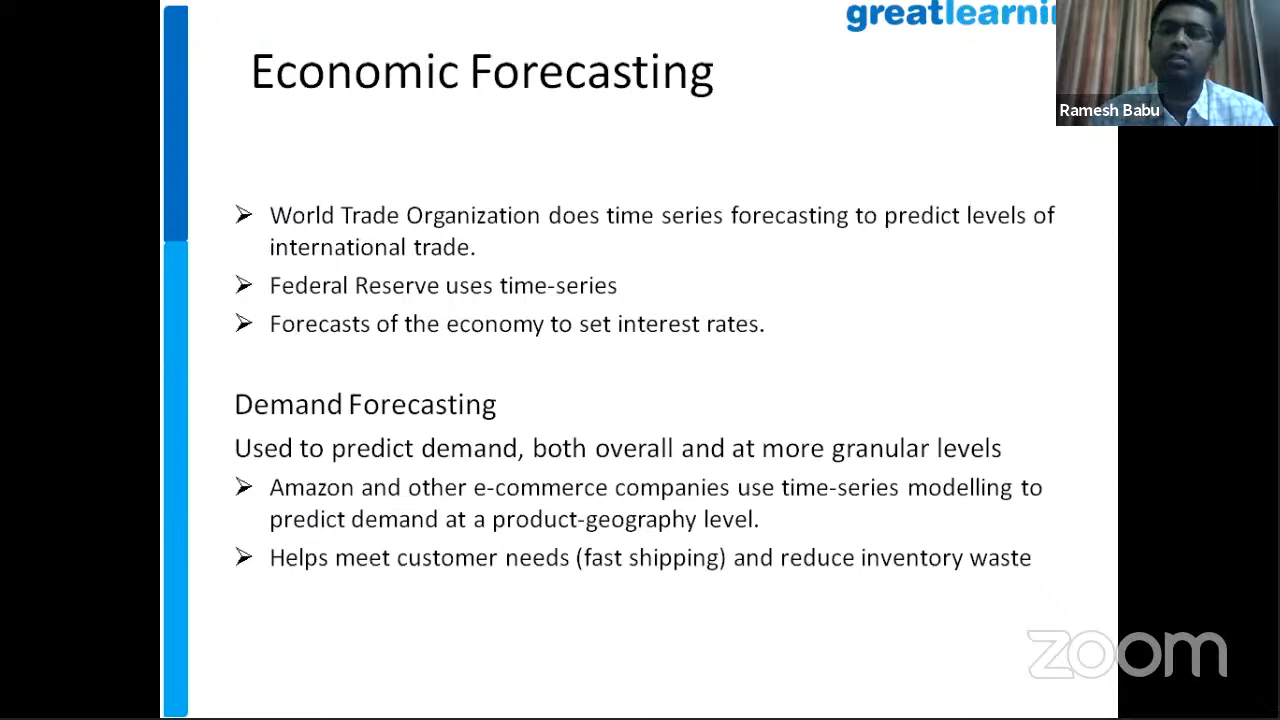 greatlearnin
Economic Forecasting
Ramesh Babu
➢ World Trade Organization does time series forecasting to predict levels of
international trade.
➢ Federal Reserve uses time-series
➢ Forecasts of the economy to set interest rates.
Demand Forecasting
Used to predict demand, both overall and at more granular levels
➢ Amazon and other e-commerce companies use time-series modelling to
predict demand at a product-geography level.
➢ Helps meet customer needs (fast shipping) and reduce inventory waste
zoom